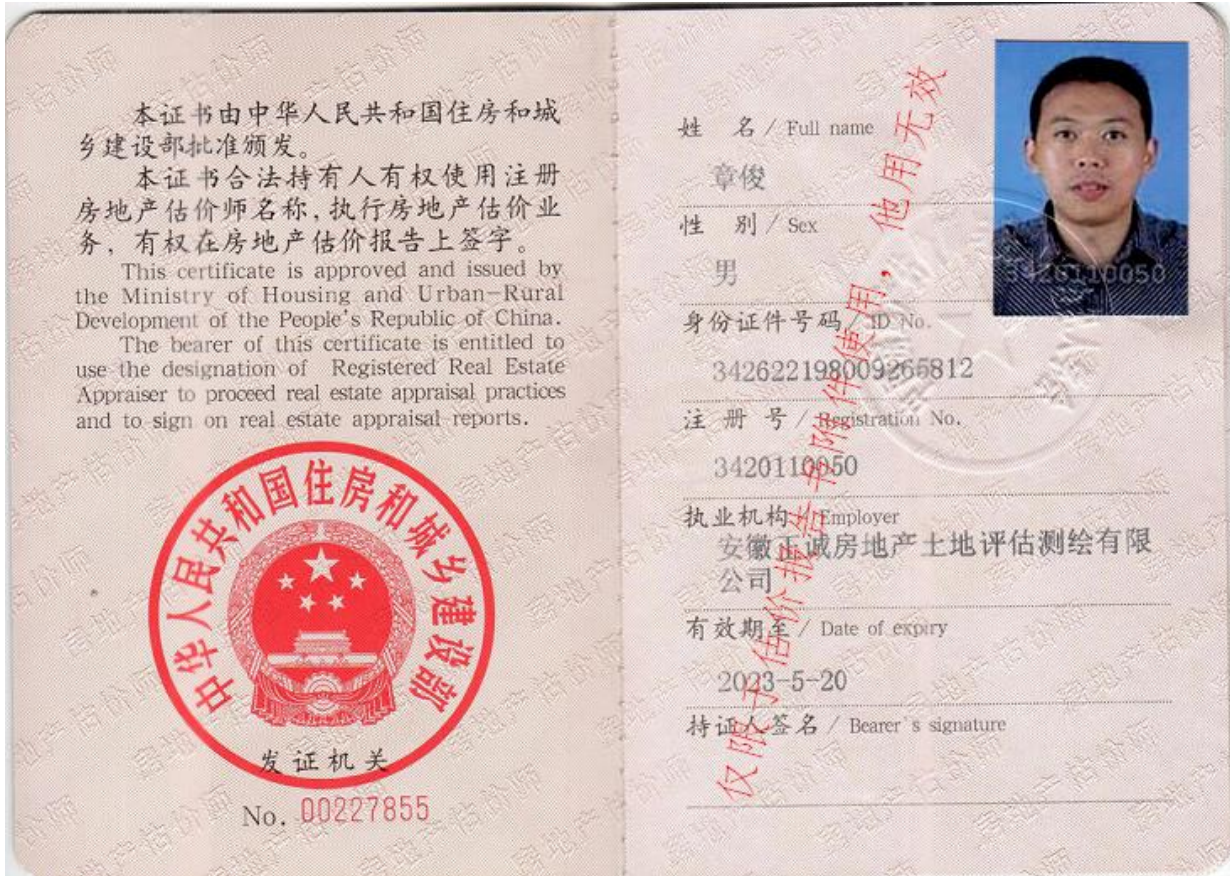 本证书由中华人民共和国住房和城
乡建设部批准颁发。
本证书合法持有人有权使用注册
房地产估价师名称，执行房地产估价业
务，有权在房地产估价报告上签字。
This certificate is approved and issued by
the Ministry of Housing and Urban-Rural
Development of the People's Republic of China.
The bearer of this certificate is entitled to
use the designation of Registered Real Estate
Appraiser to proceed real estate appraisal practices
and to sign on real estate appraisal reports.
中华人民共和国住房和城乡建设部
发证机关
No. 00227855
姓 名 / Full name
章俊
性 别 / Sex
男
身份证件号码 / ID No.
342622198009265812
注 册 号 / Registration No.
3420110050
执业机构 / Employer
安徽正诚房地产土地评估测绘有限
公司
有效期至 / Date of expiry
2023-5-20
持证人签名 / Bearer's signature
3420110050
仅限于估价报告书附件使用，他用无效
房地产估价师